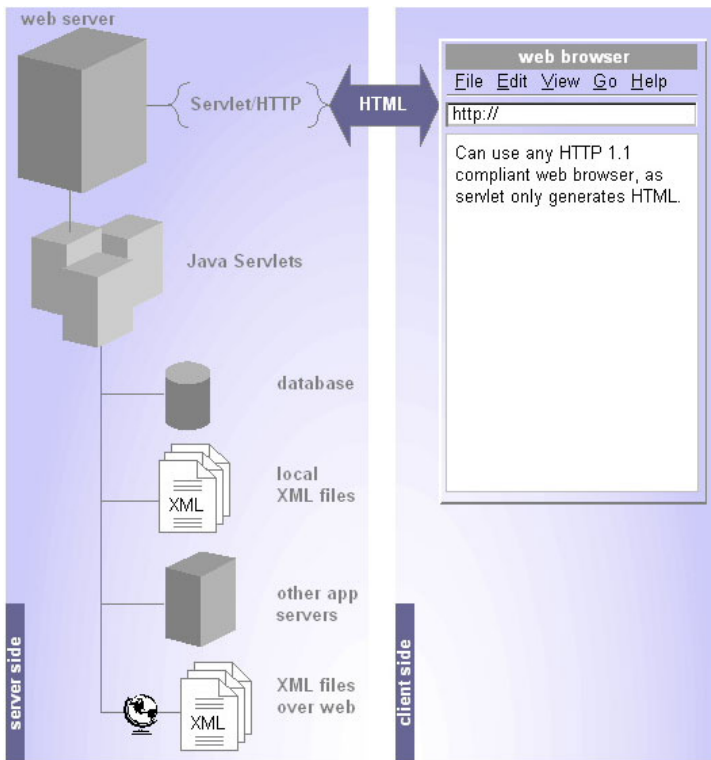 web server
Servlet/HTTP
HTML
Java Servlets
database
XML
local
XML files
other app
servers
XML
XML files
over web
server side
web browser
File Edit View Go Help
http://
Can use any HTTP 1.1
compliant web browser, as
servlet only generates HTML.
client side